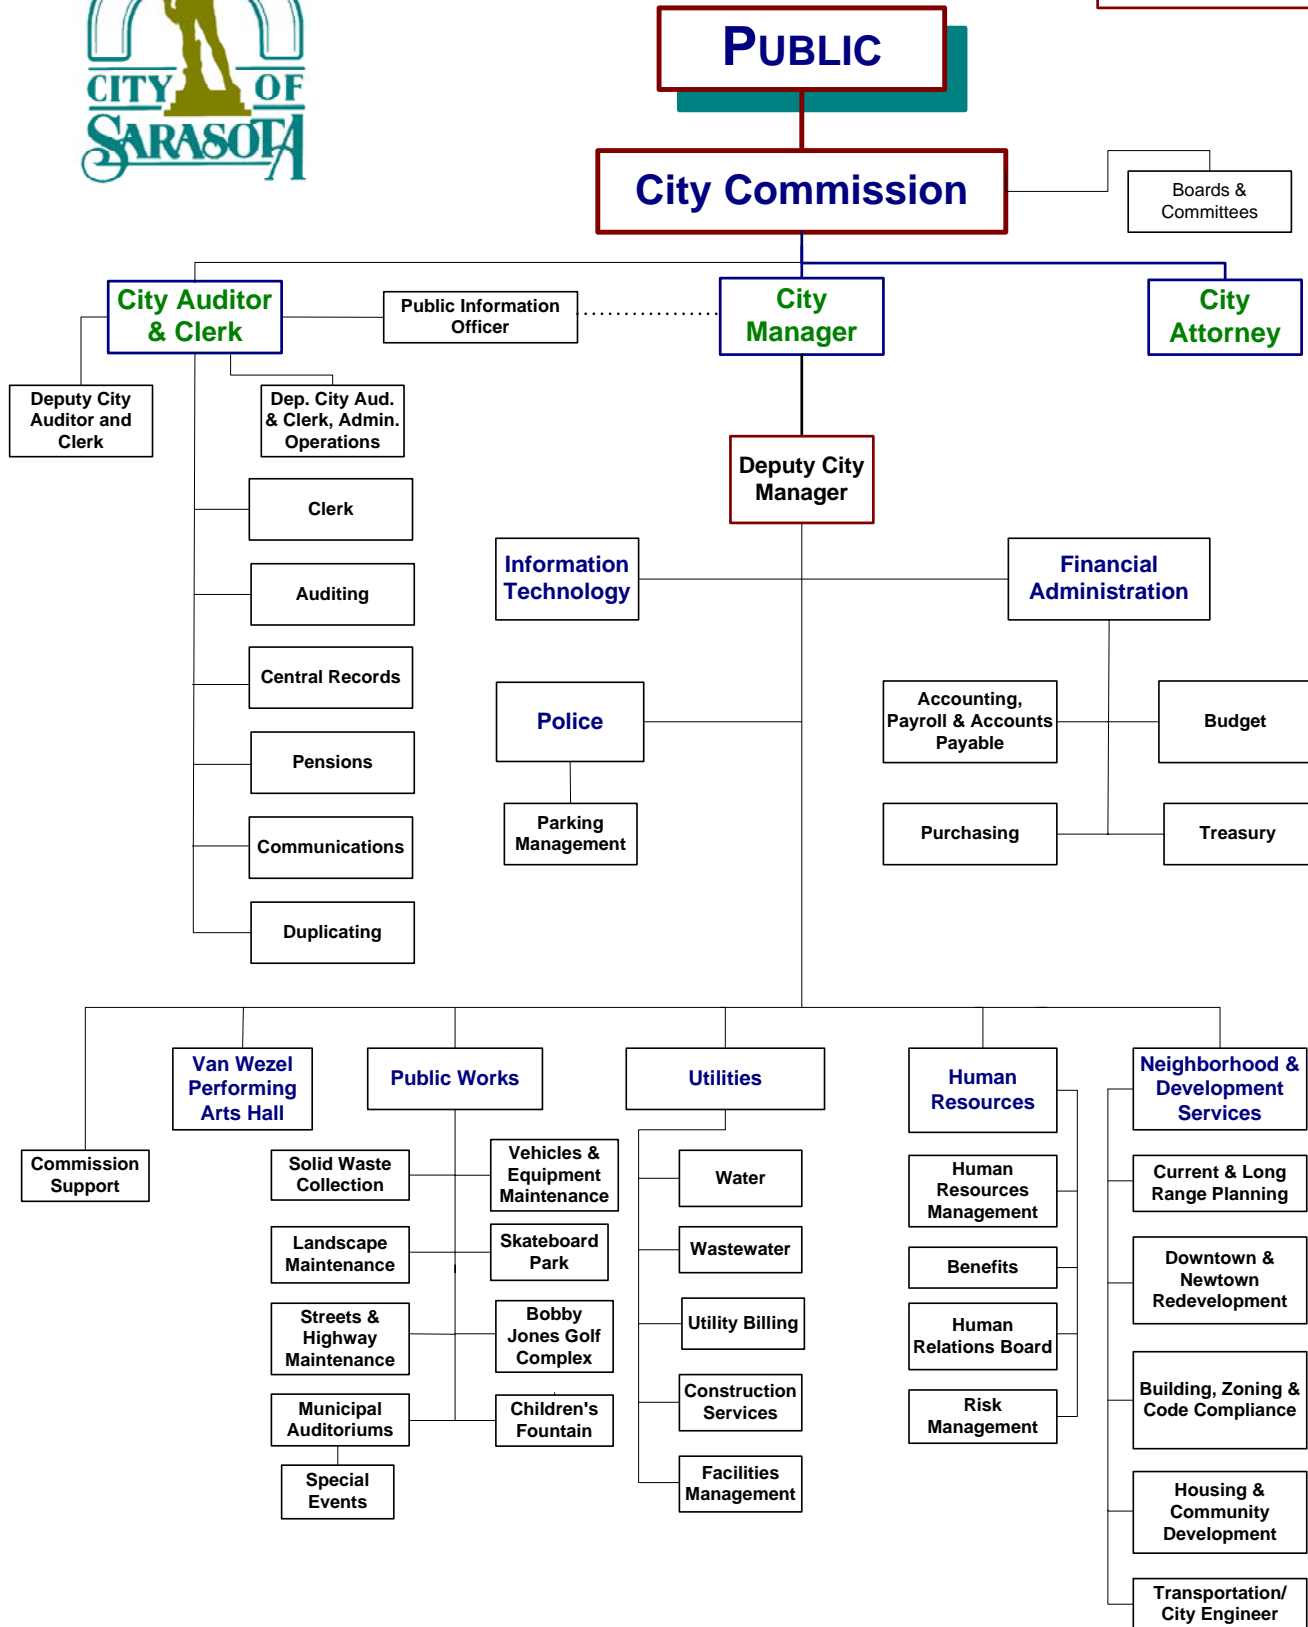 CITY OF
SARASOTA
PUBLIC
City Commission
Boards &
Committees
City Auditor
& Clerk
Public Information
Officer
City
Manager
City
Attorney
Deputy City
Auditor and
Clerk
Dep. City Aud.
& Clerk, Admin.
Operations
Deputy City
Manager
Clerk
Auditing
Central Records
Pensions
Communications
Duplicating
Information
Technology
Financial
Administration
Police
Parking
Management
Accounting,
Payroll & Accounts
Payable
Budget
Purchasing
Treasury
Commission
Support
Van Wezel
Performing
Arts Hall
Public Works
Solid Waste
Collection
Vehicles &
Equipment
Maintenance
Landscape
Maintenance
Skateboard
Park
Streets &
Highway
Maintenance
Bobby
Jones Golf
Complex
Municipal
Auditoriums
Children's
Fountain
Special
Events
Utilities
Water
Wastewater
Utility Billing
Construction
Services
Facilities
Management
Human
Resources
Human
Resources
Management
Benefits
Human
Relations Board
Risk
Management
Neighborhood &
Development
Services
Current & Long
Range Planning
Downtown &
Newtown
Redevelopment
Building, Zoning &
Code Compliance
Housing &
Community
Development
Transportation/
City Engineer